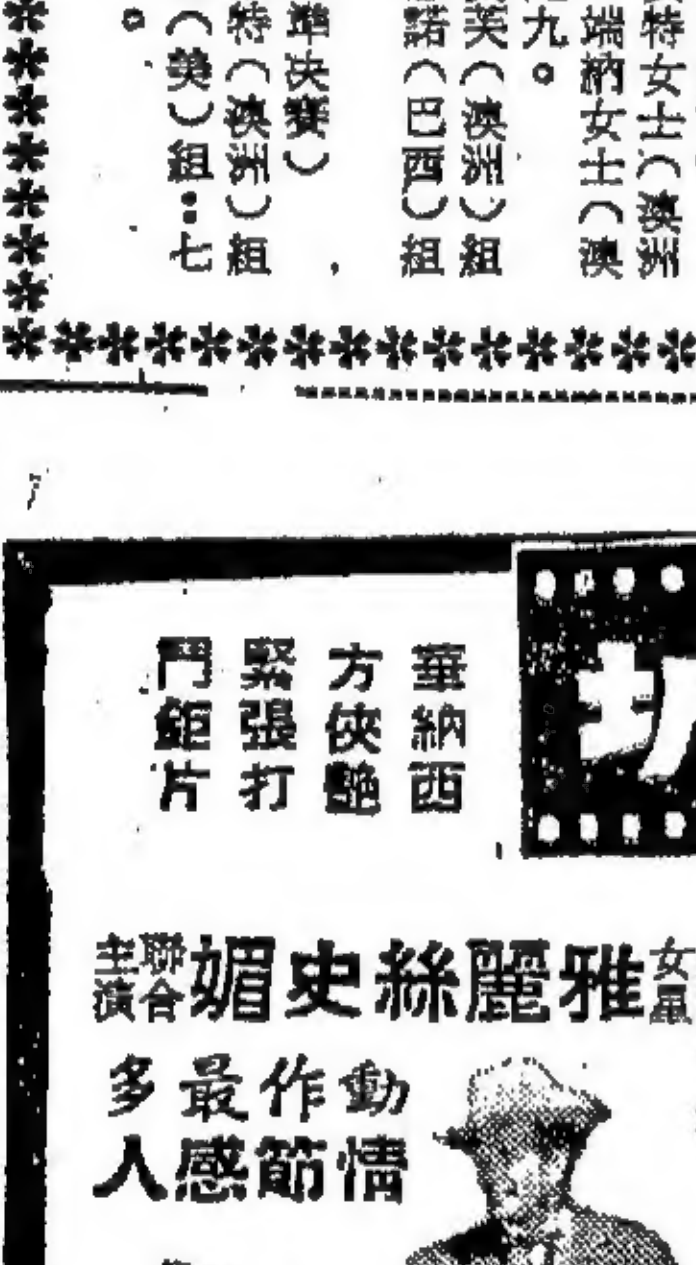 特女士（澳洲
端納女士（澳
九。
芙（澳洲）組
諾（巴西）組
準決賽）
特（澳洲）組
（美）組：七
。
華納西
方俠艷
緊張打
鬥鉅片
女星
雅麗絲史媚
聯合
主演
動作最多
情節感人